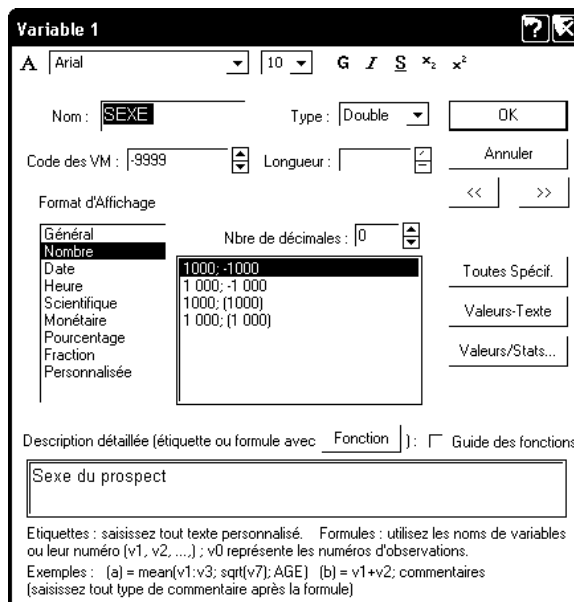 Variable 1
A Arial 10 G I S x₂ x²
Nom : SEXE Type : Double OK
Code des VM : -9999 Longueur : Annuler
<< >>
Format d'Affichage
Général
Nombre
Date
Heure
Scientifique
Monétaire
Pourcentage
Fraction
Personnalisée
Nbre de décimales : 0
1000; -1000
1 000; -1 000
1000; (1000)
1 000; (1 000)
Toutes Spécif.
Valeurs-Texte
Valeurs/Stats...
Description détaillée (étiquette ou formule avec Fonction ) : Guide des fonctions
Sexe du prospect
Etiquettes : saisissez tout texte personnalisé. Formules : utilisez les noms de variables
ou leur numéro (v1, v2, ...,) ; v0 représente les numéros d'observations.
Exemples : (a) = mean(v1:v3; sqrt(v7); AGE) (b) = v1+v2; commentaires
(saisissez tout type de commentaire après la formule)